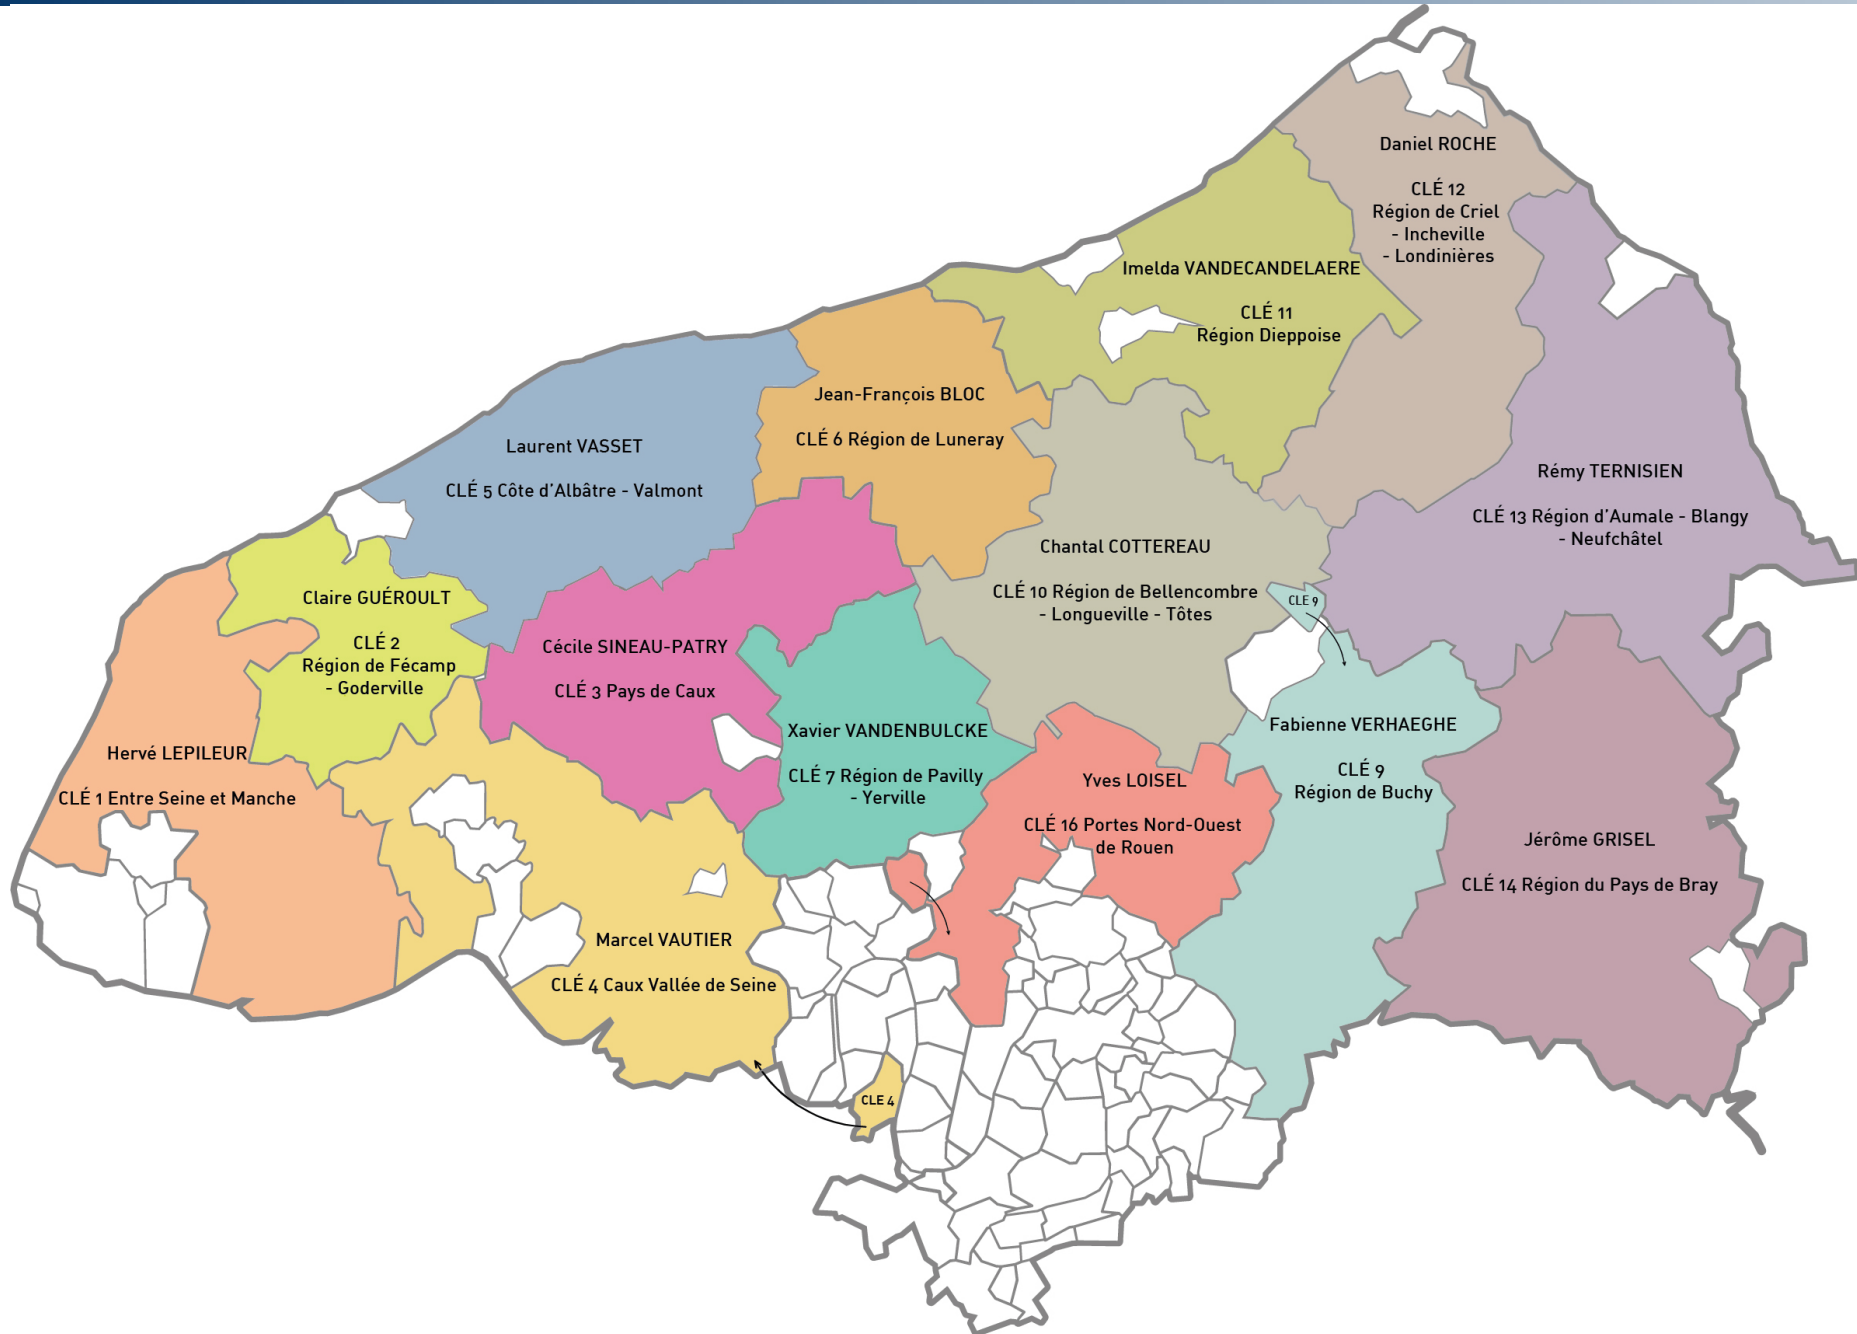 Daniel ROCHE
CLÉ 12
Région de Criel
- Incheville
- Londinières
Imelda VANDECANDELAERE
CLÉ 11
Région Dieppoise
Jean-François BLOC
CLÉ 6 Région de Luneray
Laurent VASSET
CLÉ 5 Côte d'Albâtre - Valmont
Rémy TERNISIEN
CLÉ 13 Région d'Aumale - Blangy
- Neufchâtel
Chantal COTTEREAU
CLÉ 10 Région de Bellencombre
- Longueville - Tôtes
CLE 9
Claire GUÉROULT
CLÉ 2
Région de Fécamp
- Goderville
Cécile SINEAU-PATRY
CLÉ 3 Pays de Caux
Xavier VANDENBULCKE
CLÉ 7 Région de Pavilly
- Yerville
Fabienne VERHAEGHE
CLÉ 9
Région de Buchy
Hervé LEPILEUR
CLÉ 1 Entre Seine et Manche
Yves LOISEL
CLÉ 16 Portes Nord-Ouest
de Rouen
Jérôme GRISEL
CLÉ 14 Région du Pays de Bray
Marcel VAUTIER
CLÉ 4 Caux Vallée de Seine
CLE 4